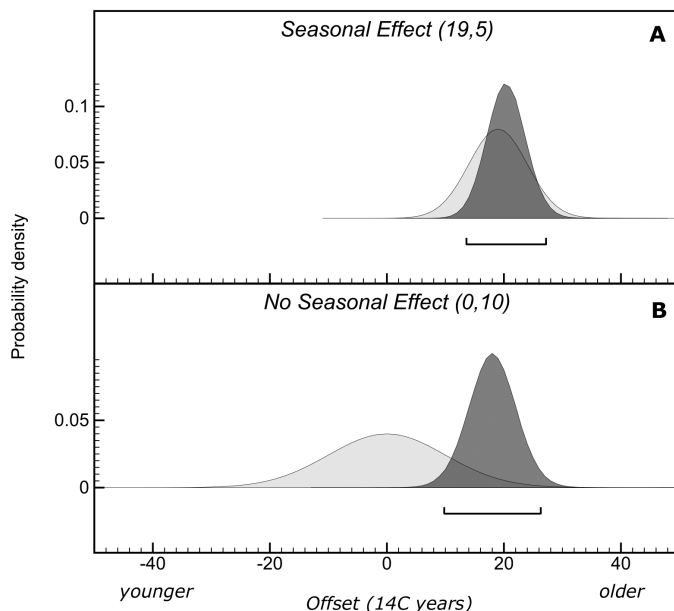 Seasonal Effect (19,5)
A
0.1
0.05
0
Probability density
No Seasonal Effect (0,10)
B
0.05
0
-40 -20 0 20 40
younger Offset (14C years) older